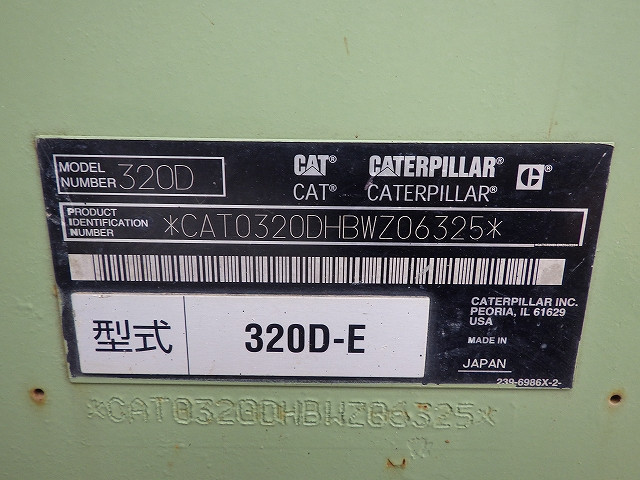 MODEL NUMBER 320D
CAT® CATERPILLAR® C®
CAT® CATERPILLAR®
PRODUCT IDENTIFICATION NUMBER *CAT0320DHBWZ06325*
型式 320D-E
CATERPILLAR INC.
PEORIA, IL 61629
USA
MADE IN
JAPAN
239-6986X-2-
*CAT0320DHBWZ06325*